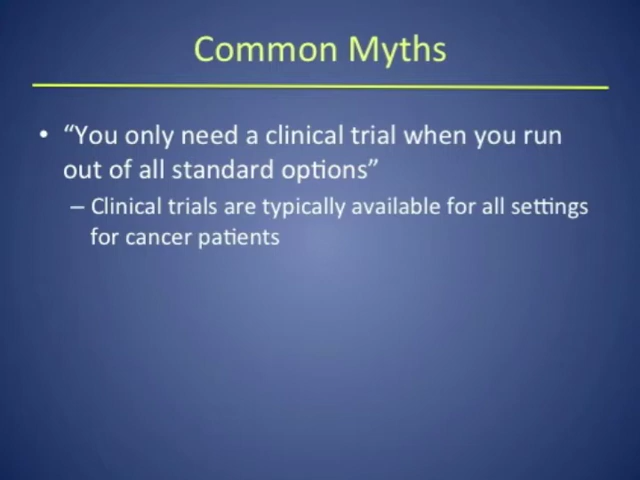 Common Myths
• “You only need a clinical trial when you run
out of all standard options”
– Clinical trials are typically available for all settings
for cancer patients